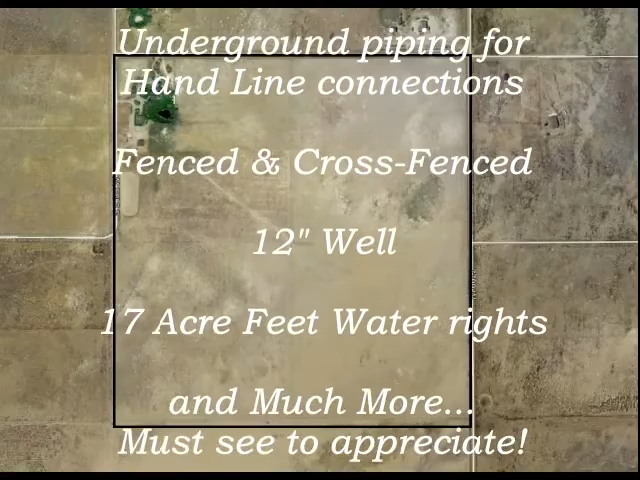 Underground piping for
Hand Line connections
Fenced & Cross-Fenced
12" Well
17 Acre Feet Water rights
and Much More...
Must see to appreciate!